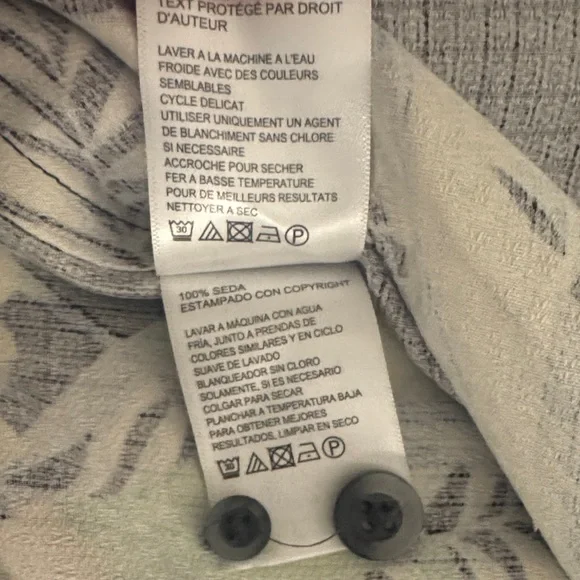 TEXT PROTÉGÉ PAR DROIT
D'AUTEUR
LAVER A LA MACHINE A L'EAU
FROIDE AVEC DES COULEURS
SEMBLABLES
CYCLE DELICAT
UTILISER UNIQUEMENT UN AGENT
DE BLANCHIMENT SANS CHLORE
SI NECESSAIRE
ACCROCHE POUR SECHER
FER A BASSE TEMPERATURE
POUR DE MEILLEURS RESULTATS
NETTOYER A SEC
30 P
100% SEDA
ESTAMPADO CON COPYRIGHT
LAVAR A MÁQUINA CON AGUA
FRÍA, JUNTO A PRENDAS DE
COLORES SIMILARES Y EN CICLO
SUAVE DE LAVADO
BLANQUEADOR SIN CLORO
SOLAMENTE, SI ES NECESARIO
COLGAR PARA SECAR
PLANCHAR A TEMPERATURA BAJA
PARA OBTENER MEJORES
RESULTADOS, LIMPIAR EN SECO
30 P